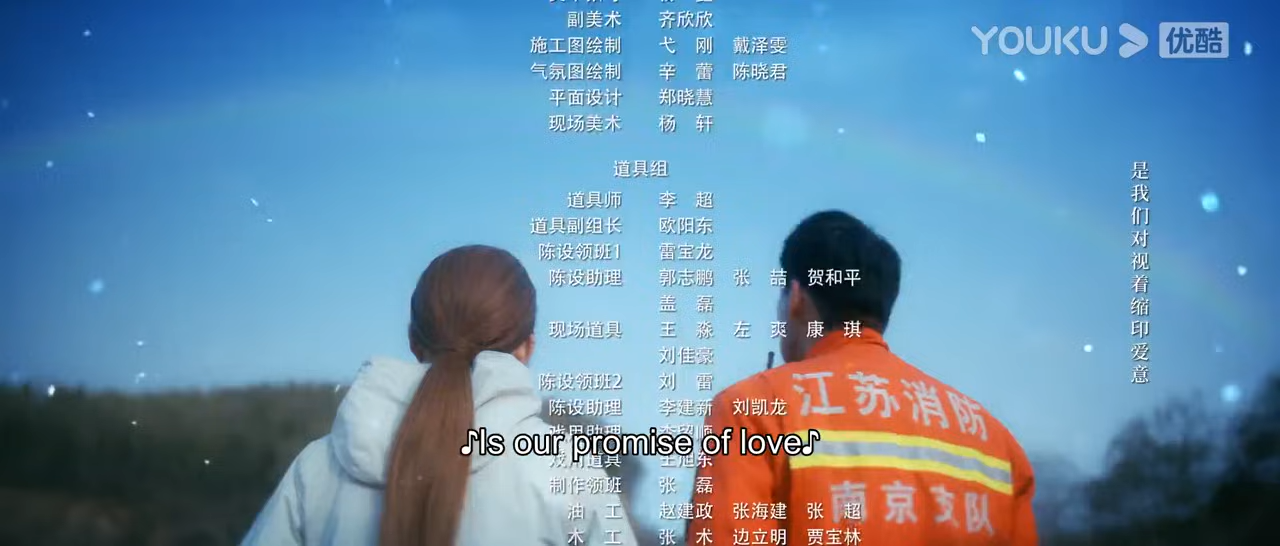 YOUKU 优酷
副美术 齐欣欣
施工图绘制 弋 刚 戴泽雯
气氛图绘制 辛 蕾 陈晓君
平面设计 郑晓慧
现场美术 杨 轩
道具组
道具师 李 超
道具副组长 欧阳东
陈设领班1 雷宝龙
陈设助理 郭志鹏 张 喆 贺和平
盖 磊
现场道具 王 淼 左 爽 康 琪
刘佳豪
陈设领班2 刘 雷
陈设助理 李建新 刘凯龙
♪Is our promise of love♪
戏用道具 王旭东
制作领班 张 磊
油 工 赵建政 张海建 张 超
木 工 张 术 边立明 贾宝林
是我们对视着缩印爱意
江苏消防
南京支队